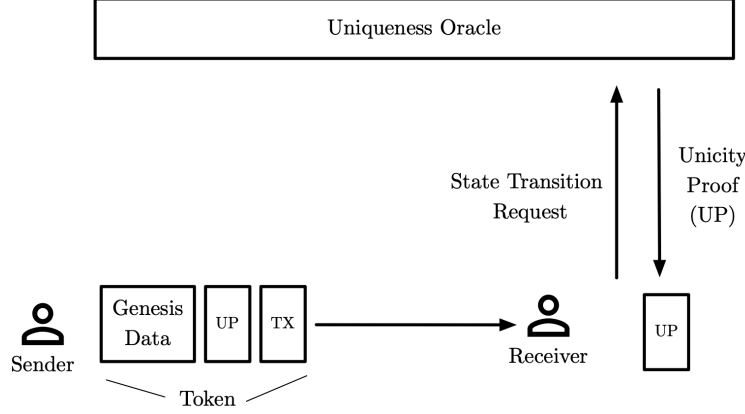 Uniqueness Oracle
State Transition
Request
Unicity
Proof
(UP)
Genesis
Data
UP
TX
UP
Sender
Receiver
Token